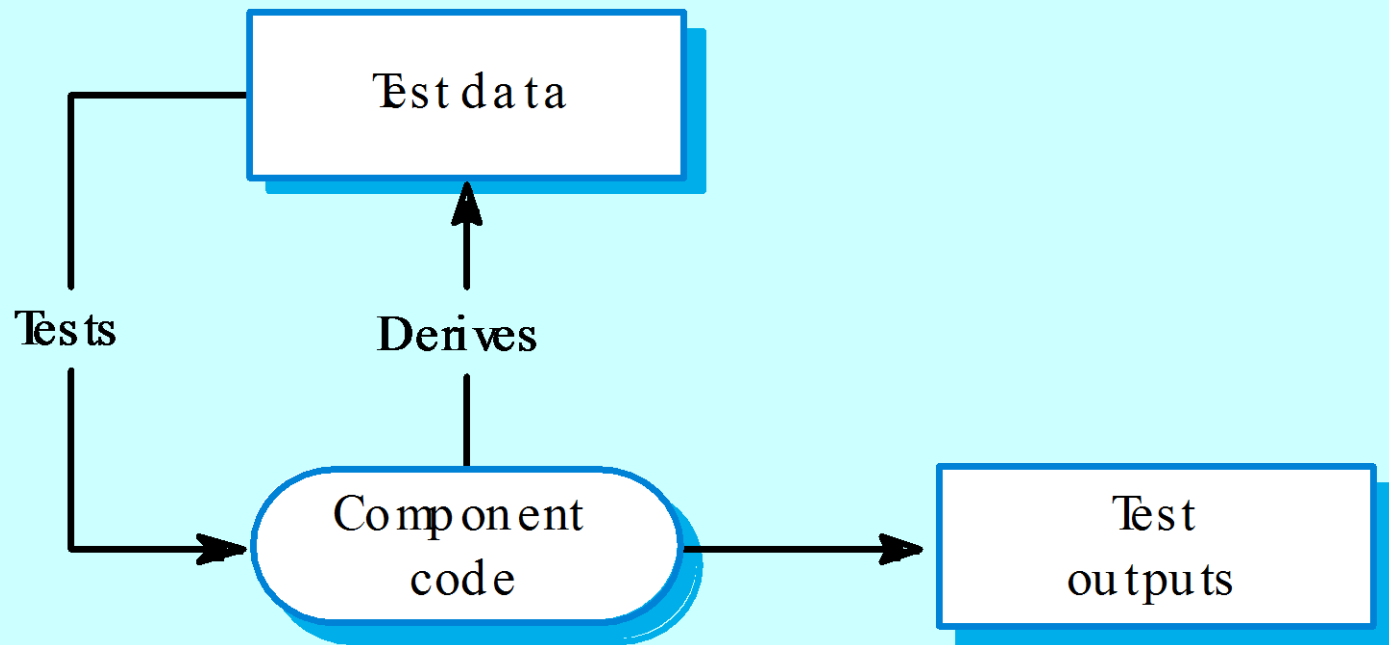 Test data
Tests
Derives
Component
code
Test
outputs